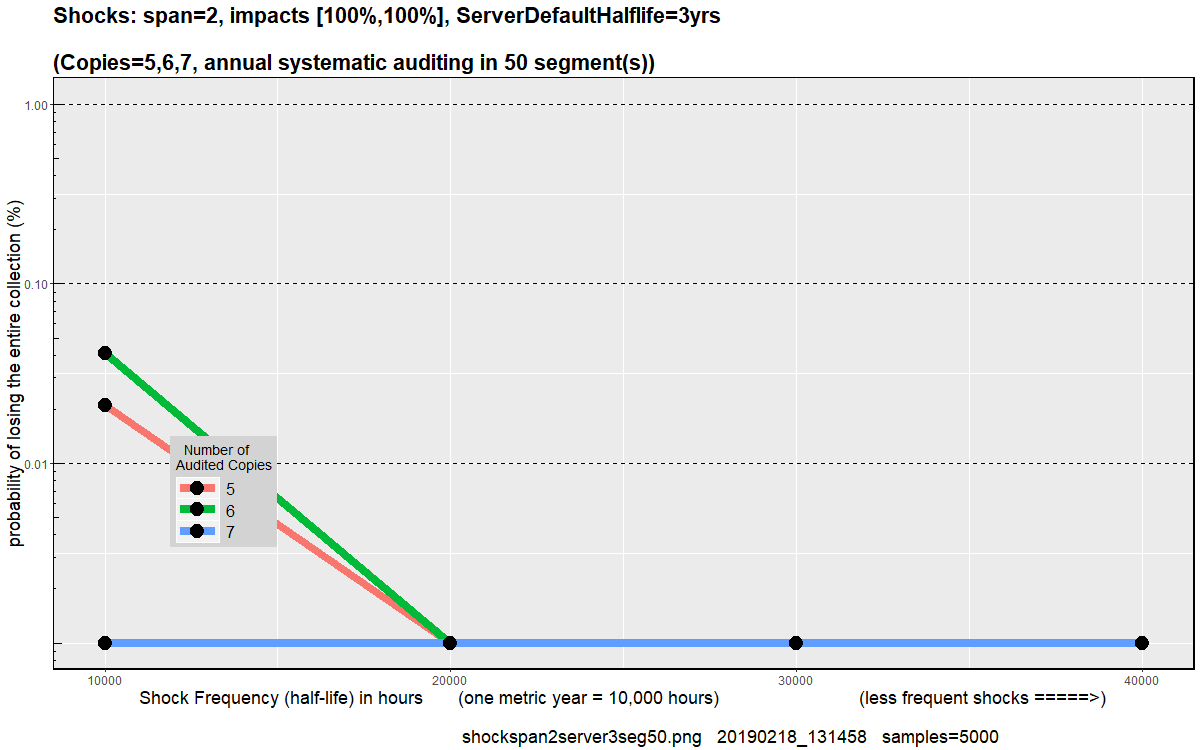 Shocks: span=2, impacts [100%,100%], ServerDefaultHalflife=3yrs
(Copies=5,6,7, annual systematic auditing in 50 segment(s))
probability of losing the entire collection (%)
1.00
0.10
0.01
Number of
Audited Copies
5
6
7
10000
20000
30000
40000
Shock Frequency (half-life) in hours (one metric year = 10,000 hours) (less frequent shocks =====>)
shockspan2server3seg50.png 20190218_131458 samples=5000